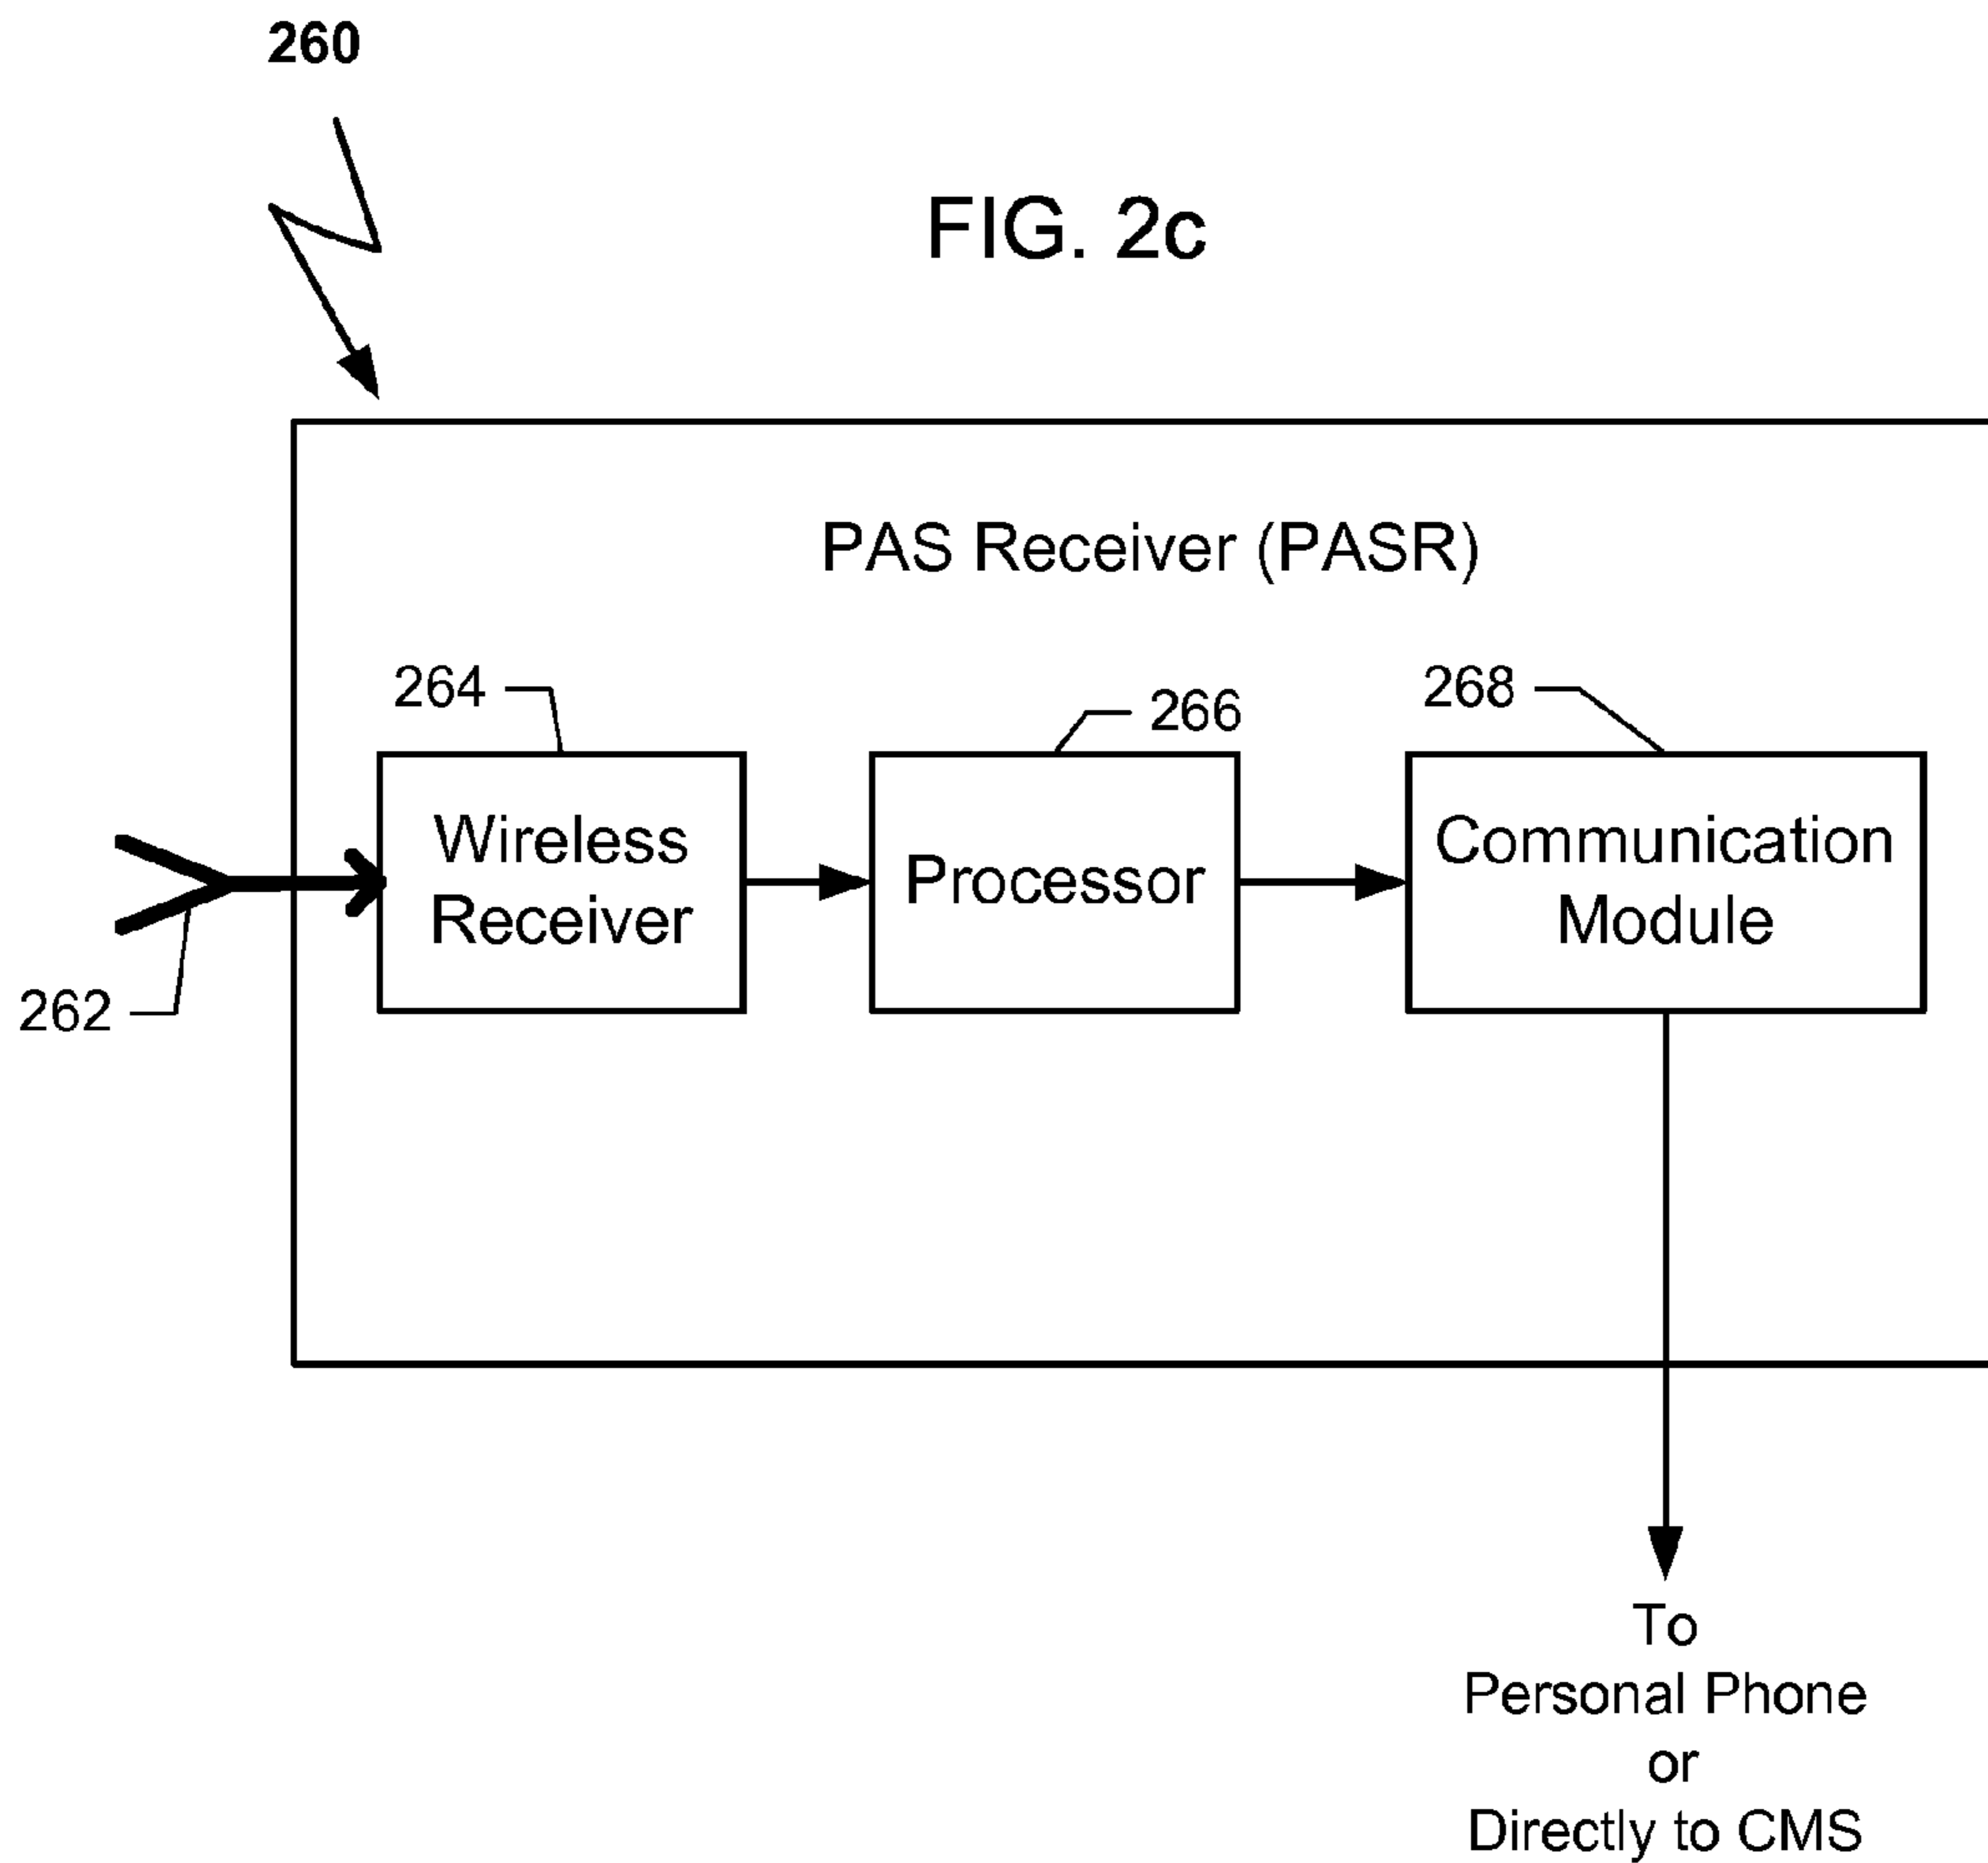 260
FIG. 2c
PAS Receiver (PASR)
264
266
268
Wireless
Receiver
Processor
Communication
Module
262
To
Personal Phone
or
Directly to CMS